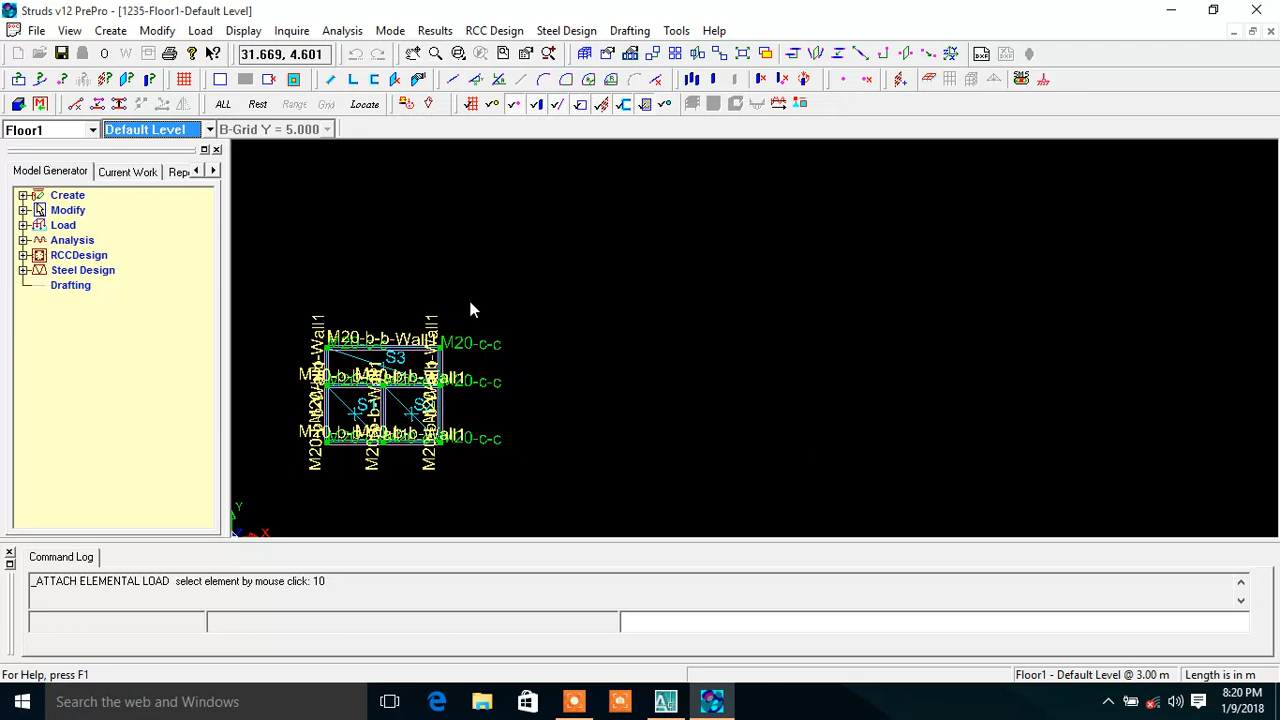 Struds v12 PrePro - [1235-Floor1-Default Level]
File View Create Modify Load Display Inquire Analysis Mode Results RCC Design Steel Design Drafting Tools Help
31.669, 4.601
ALL Rest Range Grid Locate
Floor1 Default Level B-Grid Y = 5.000
Model Generator Current Work Rep
Create
Modify
Load
Analysis
RCCDesign
Steel Design
Drafting
M20-b-b-Wall1 M20-c-c
S3
M20-c-c
M20-c-c
Y
X
Command Log
_ATTACH ELEMENTAL LOAD select element by mouse click: 10
For Help, press F1
Floor1 - Default Level @ 3.00 m Length is in m
Search the web and Windows
8:20 PM
1/9/2018